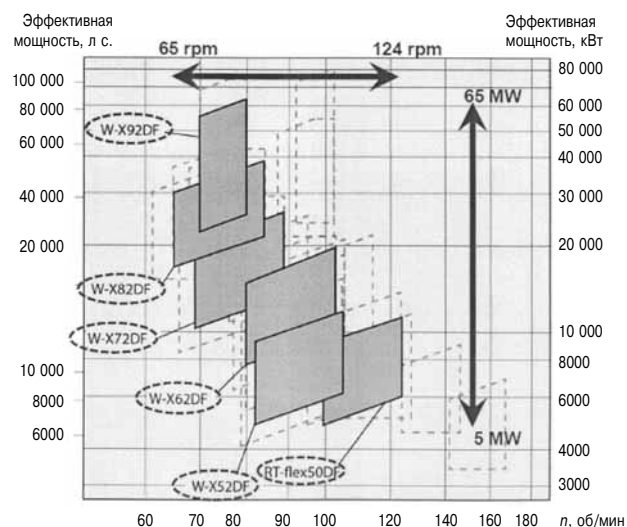 Эффективная
мощность, л с.
Эффективная
мощность, кВт
65 rpm
124 rpm
100 000
80 000
60 000
40 000
20 000
10 000
8000
6000
80 000
60 000
50 000
40 000
30 000
20 000
10 000
8000
6000
4000
3000
65 MW
5 MW
W-X92DF
W-X82DF
W-X72DF
W-X62DF
W-X52DF
RT-flex50DF
60 70 80 90 100 120 140 160 180 n, об/мин